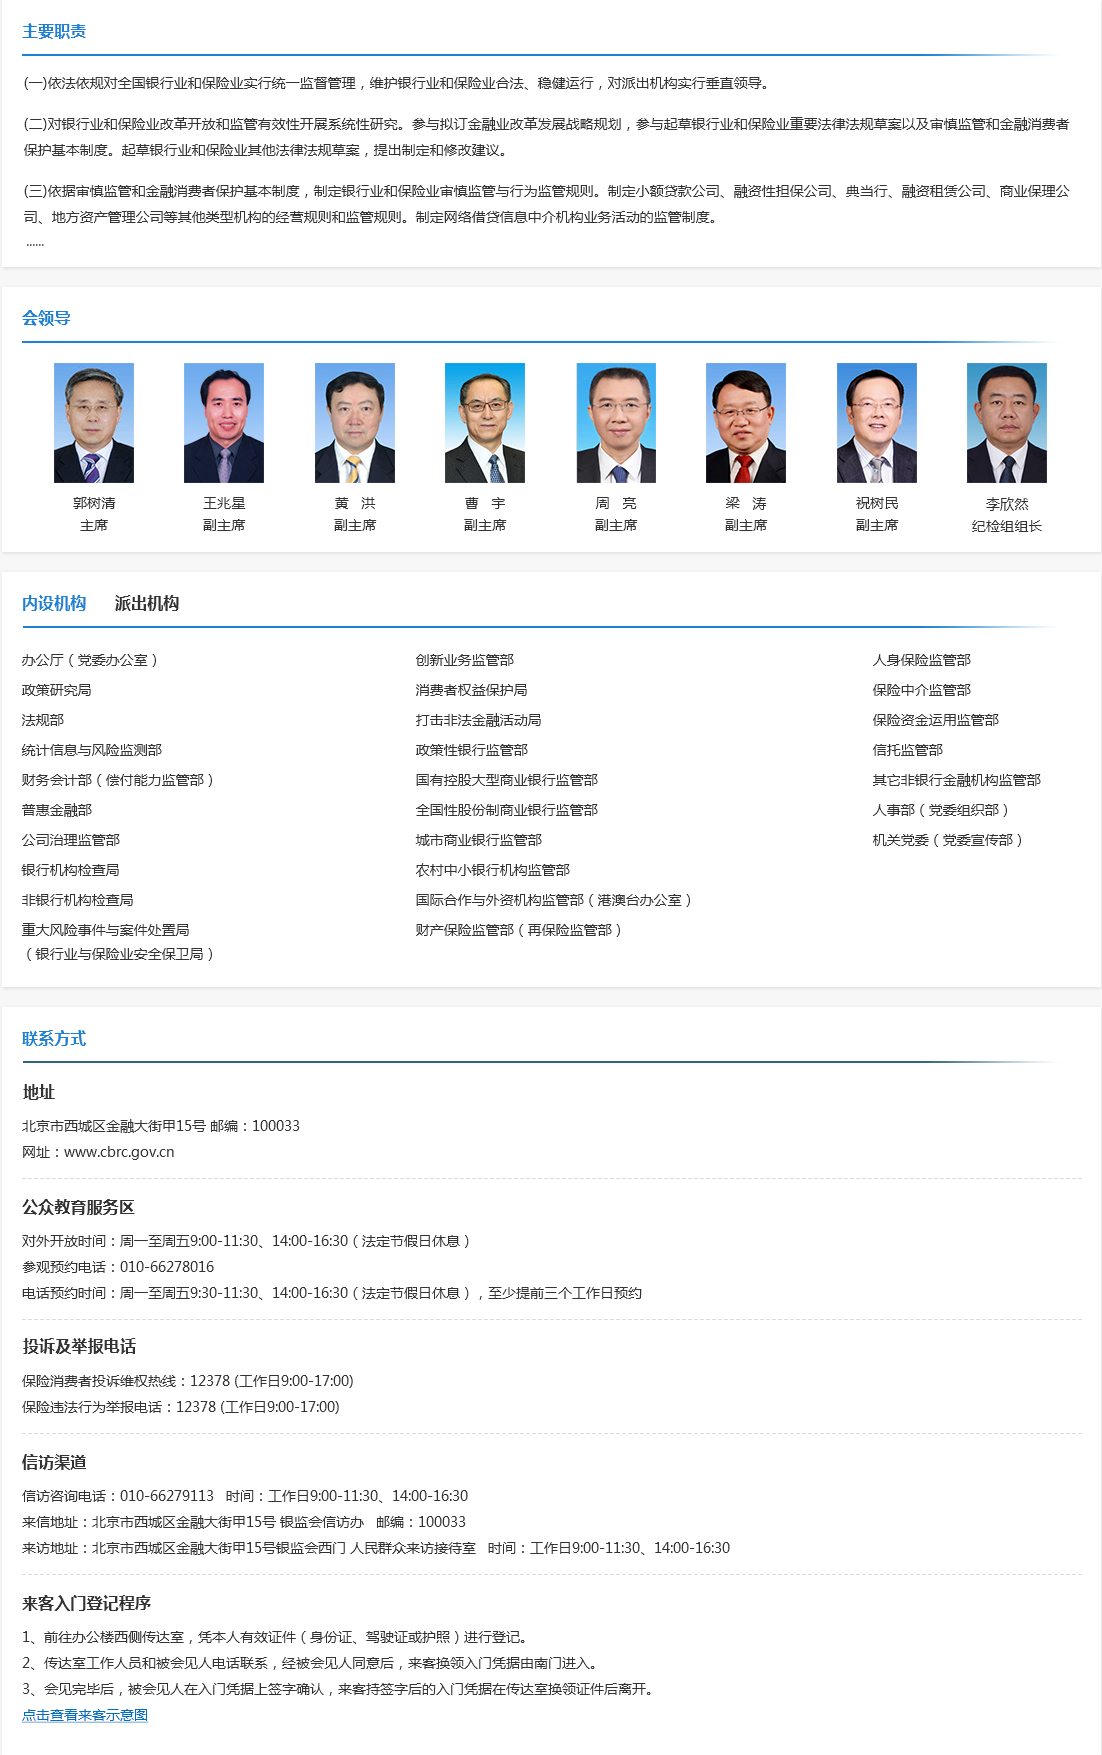 主要职责
(一)依法依规对全国银行业和保险业实行统一监督管理，维护银行业和保险业合法、稳健运行，对派出机构实行垂直领导。
(二)对银行业和保险业改革开放和监管有效性开展系统性研究。参与拟订金融业改革发展战略规划，参与起草银行业和保险业重要法律法规草案以及审慎监管和金融消费者
保护基本制度。起草银行业和保险业其他法律法规草案，提出制定和修改建议。
(三)依据审慎监管和金融消费者保护基本制度，制定银行业和保险业审慎监管与行为监管规则。制定小额贷款公司、融资性担保公司、典当行、融资租赁公司、商业保理公
司、地方资产管理公司等其他类型机构的经营规则和监管规则。制定网络借贷信息中介机构业务活动的监管制度。
......
会领导
郭树清 王兆星 黄 洪 曹 宇 周 亮 梁 涛 祝树民 李欣然
主席 副主席 副主席 副主席 副主席 副主席 副主席 纪检组组长
内设机构 派出机构
办公厅（党委办公室） 创新业务监管部 人身保险监管部
政策研究局 消费者权益保护局 保险中介监管部
法规部 打击非法金融活动局 保险资金运用监管部
统计信息与风险监测部 政策性银行监管部 信托监管部
财务会计部（偿付能力监管部） 国有控股大型商业银行监管部 其它非银行金融机构监管部
普惠金融部 全国性股份制商业银行监管部 人事部（党委组织部）
公司治理监管部 城市商业银行监管部 机关党委（党委宣传部）
银行机构检查局 农村中小银行机构监管部
非银行机构检查局 国际合作与外资机构监管部（港澳台办公室）
重大风险事件与案件处置局 财产保险监管部（再保险监管部）
（银行业与保险业安全保卫局）
联系方式
地址
北京市西城区金融大街甲15号 邮编：100033
网址：www.cbrc.gov.cn
公众教育服务区
对外开放时间：周一至周五9:00-11:30、14:00-16:30（法定节假日休息）
参观预约电话：010-66278016
电话预约时间：周一至周五9:30-11:30、14:00-16:30（法定节假日休息），至少提前三个工作日预约
投诉及举报电话
保险消费者投诉维权热线：12378 (工作日9:00-17:00)
保险违法行为举报电话：12378 (工作日9:00-17:00)
信访渠道
信访咨询电话：010-66279113 时间：工作日9:00-11:30、14:00-16:30
来信地址：北京市西城区金融大街甲15号 银监会信访办 邮编：100033
来访地址：北京市西城区金融大街甲15号银监会西门 人民群众来访接待室 时间：工作日9:00-11:30、14:00-16:30
来客入门登记程序
1、前往办公楼西侧传达室，凭本人有效证件（身份证、驾驶证或护照）进行登记。
2、传达室工作人员和被会见人电话联系，经被会见人同意后，来客换领入门凭据由南门进入。
3、会见完毕后，被会见人在入门凭据上签字确认，来客持签字后的入门凭据在传达室换领证件后离开。
点击查看来客示意图